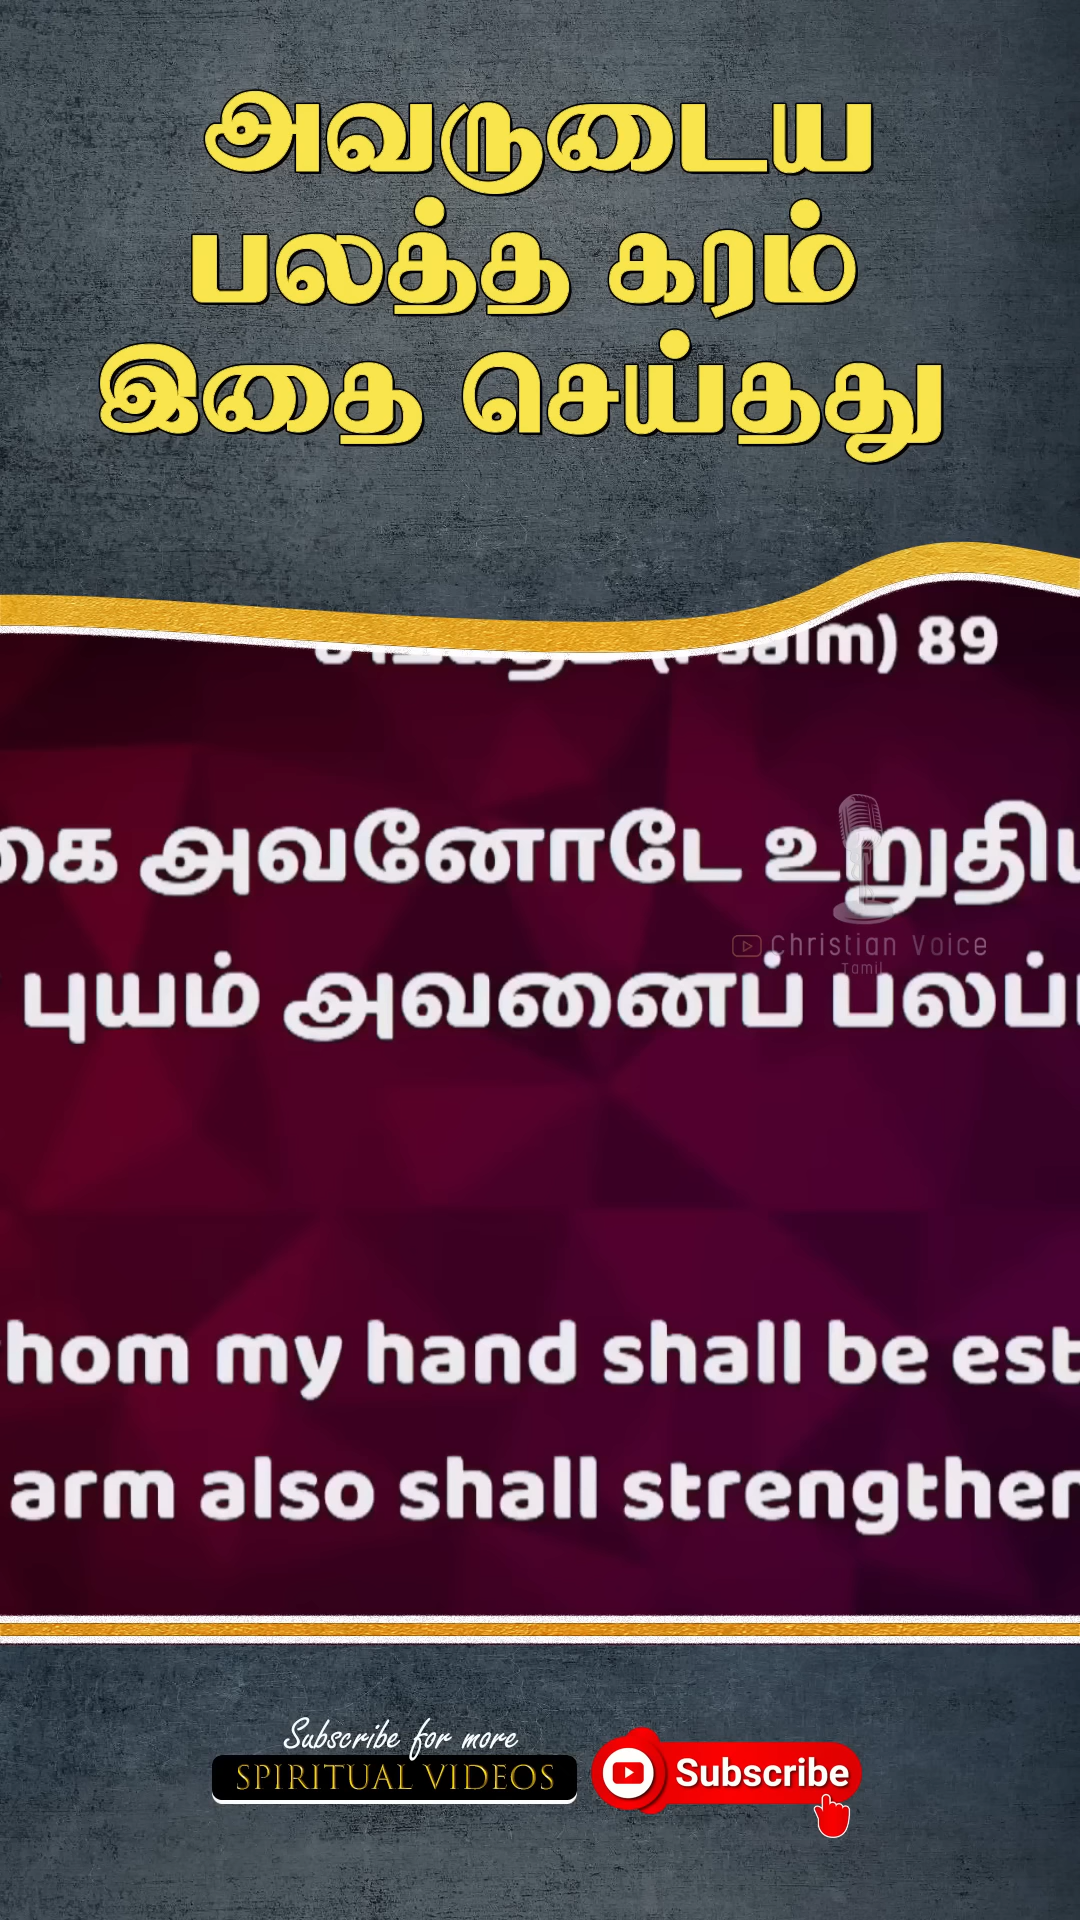 அவருடைய
பலத்த கரம்
இதை செய்தது
(Psalm) 89
கை அவனோடே உறுதிய
புயம் அவனைப் பலப்
Christian Voice
Tamil
hom my hand shall be est
arm also shall strengthen
Subscribe for more
SPIRITUAL VIDEOS
Subscribe